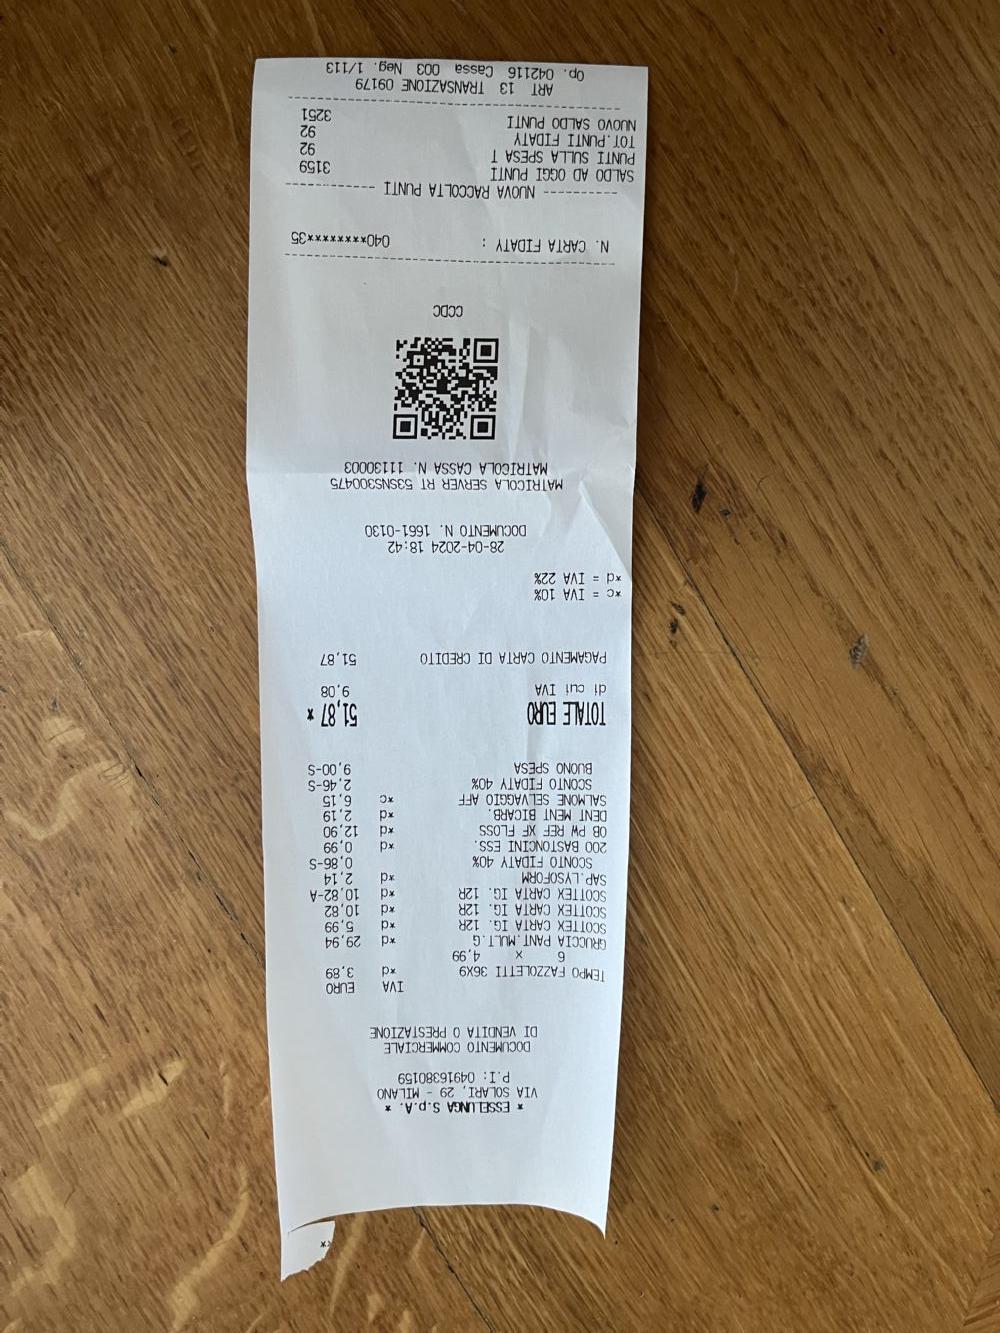 * ESSELUNGA S.p.A. *
VIA SOLARI, 29 - MILANO
P.I: 04916380159
DOCUMENTO COMMERCIALE
DI VENDITA O PRESTAZIONE
IVA EURO
TEMPO FAZZOLETTI 36X9 *d 3,89
6 x 4,99
GRUCCIA PANT.MULT.G *d 29,94
SCOTTEX CARTA IG. 12R *d 5,99
SCOTTEX CARTA IG. 12R *d 10,82
SCOTTEX CARTA IG. 12R *d 10,82-A
SAP.LYSOFORM *d 2,14
SCONTO FIDATY 40% 0,86-S
200 BASTONCINI ESS. *d 0,99
OB PW REF XF FLOSS *d 12,90
DENT MENT BICARB. *d 2,19
SALMONE SELVAGGIO AFF *c 6,15
SCONTO FIDATY 40% 2,46-S
BUONO SPESA 9,00-S
TOTALE EURO 51,87 *
di cui IVA 9,08
PAGAMENTO CARTA DI CREDITO 51,87
*c = IVA 10%
*d = IVA 22%
28-04-2024 18:42
DOCUMENTO N. 1661-0130
MATRICOLA SERVER RT 53SNS300475
MATRICOLA CASSA N. 11130003
CCDC
N. CARTA FIDATY : 040*********35
NUOVA RACCOLTA PUNTI
SALDO AD OGGI PUNTI 3159
PUNTI SULLA SPESA T 92
TOT.PUNTI FIDATY 92
NUOVO SALDO PUNTI 3251
ART 13 TRANSAZIONE 09179
Op. 042116 Cassa 003 Neg. 1/113